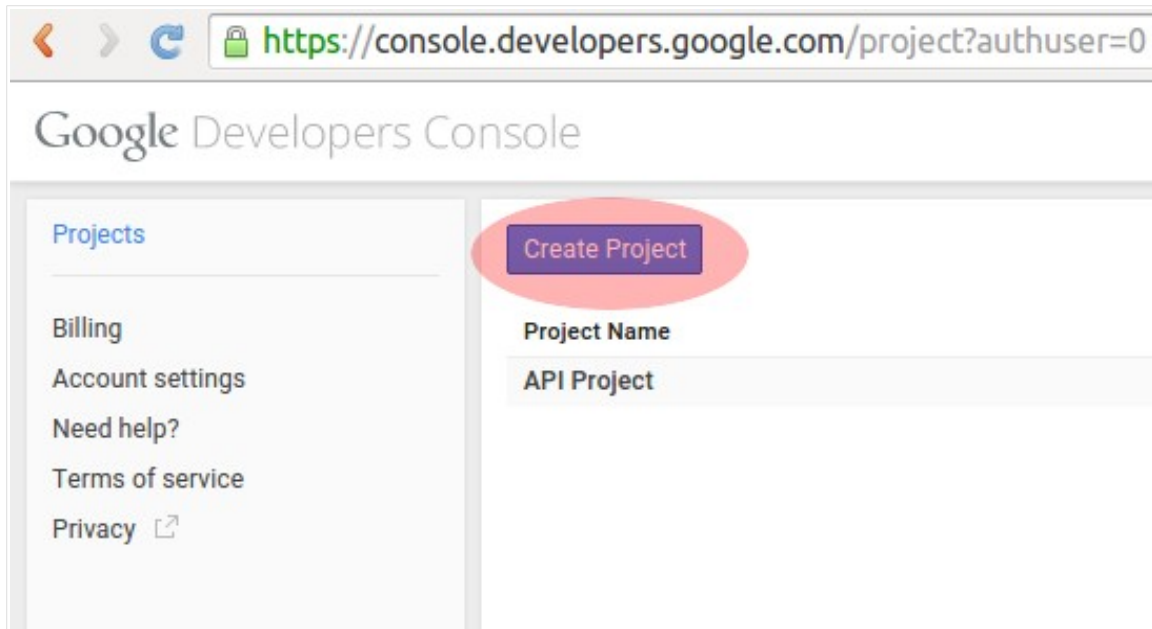 https://console.developers.google.com/project?authuser=0
Google Developers Console
Projects
Billing
Account settings
Need help?
Terms of service
Privacy
Create Project
Project Name
API Project